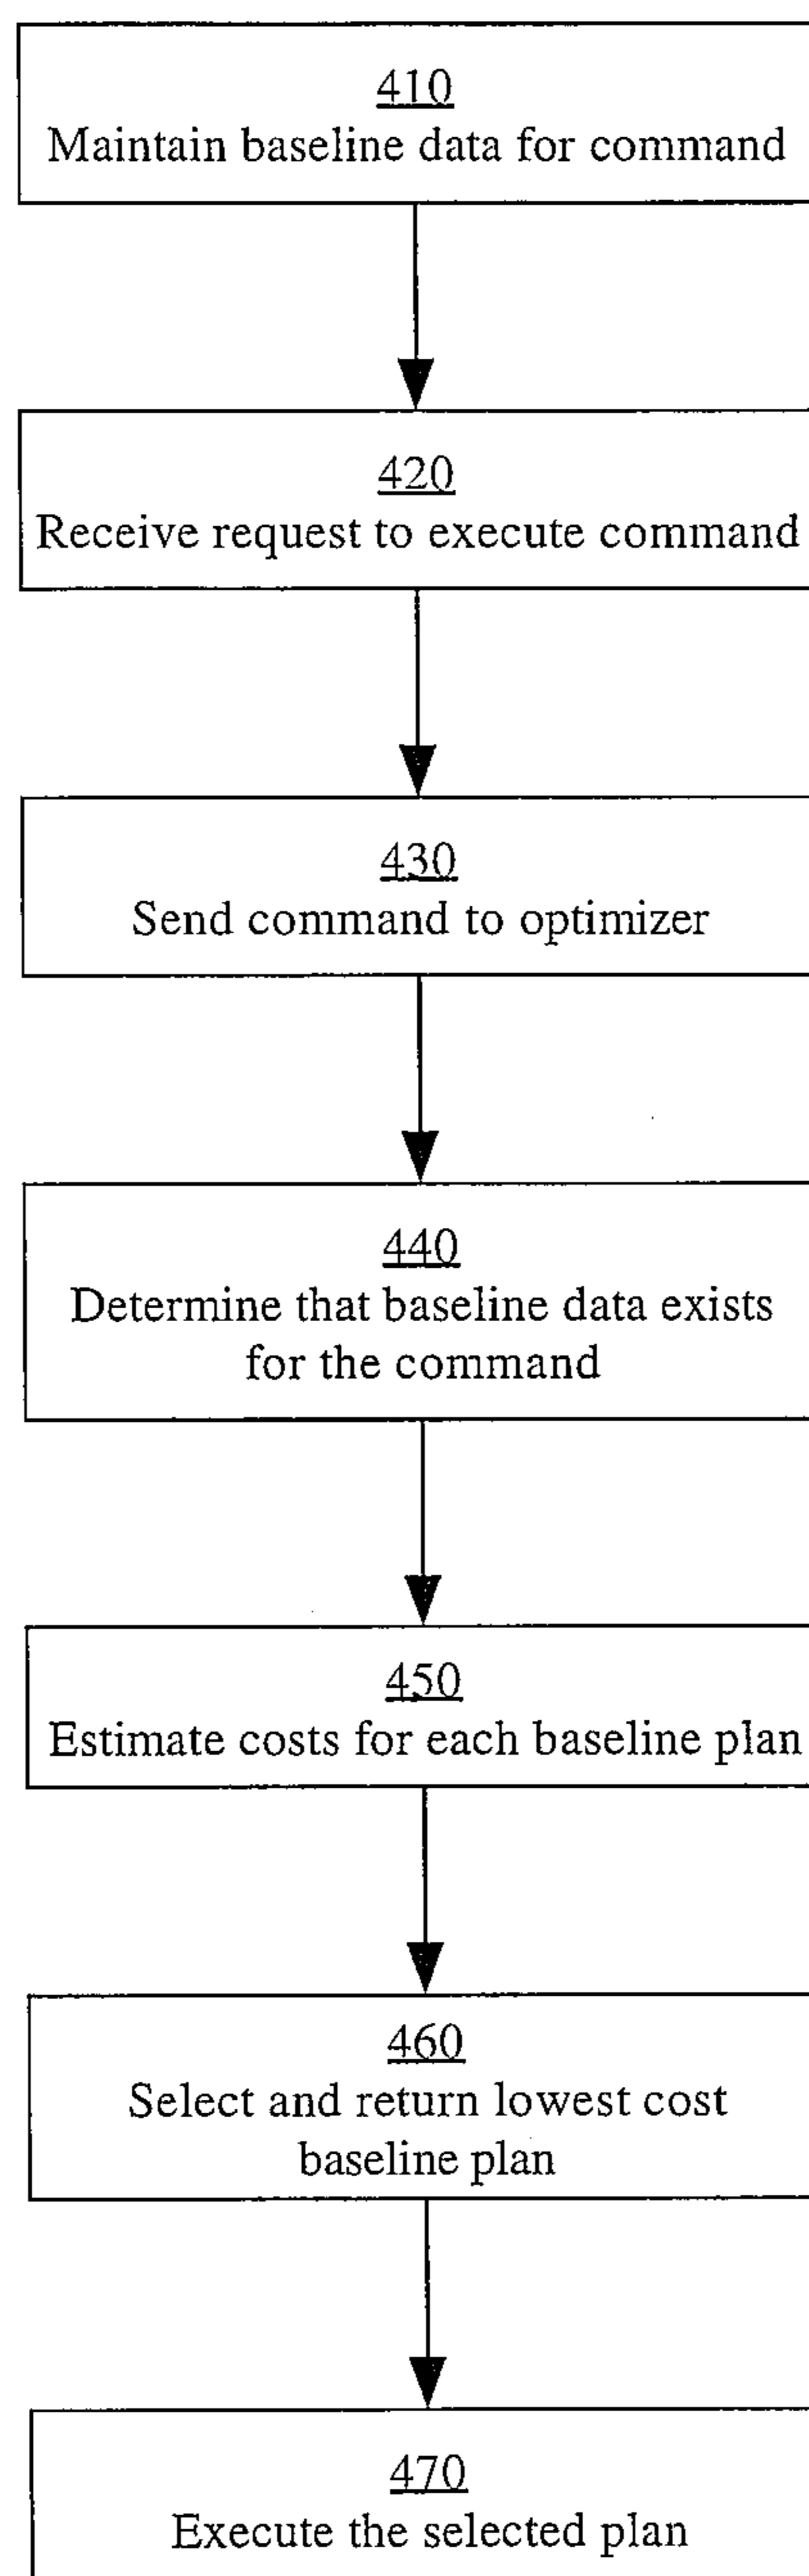 410
Maintain baseline data for command
420
Receive request to execute command
430
Send command to optimizer
440
Determine that baseline data exists
for the command
450
Estimate costs for each baseline plan
460
Select and return lowest cost
baseline plan
470
Execute the selected plan